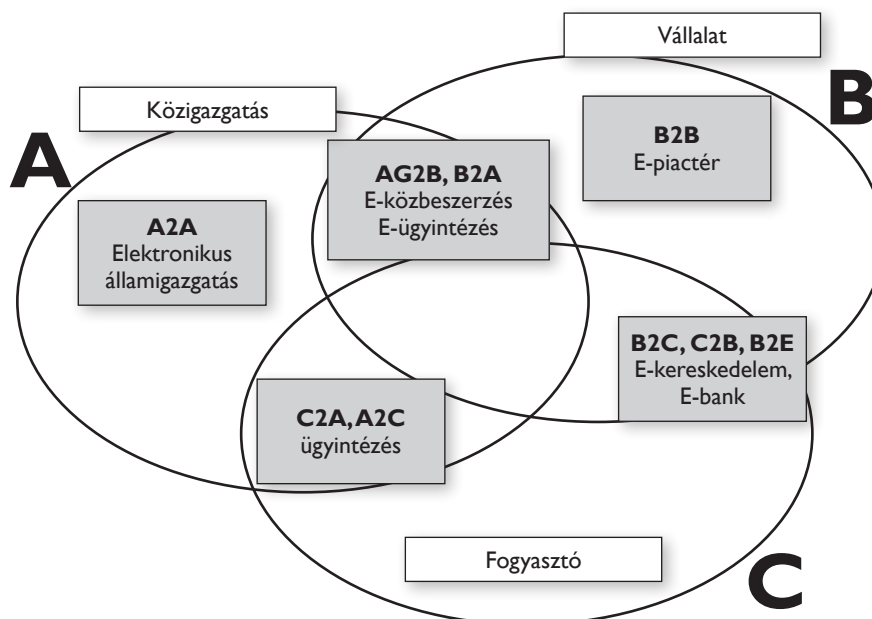 Vállalat
B
Közigazgatás
A
B2B
E-piactér
AG2B, B2A
E-közbeszerzés
E-ügyintézés
A2A
Elektronikus
államigazgatás
B2C, C2B, B2E
E-kereskedelem,
E-bank
C2A, A2C
ügyintézés
Fogyasztó
C